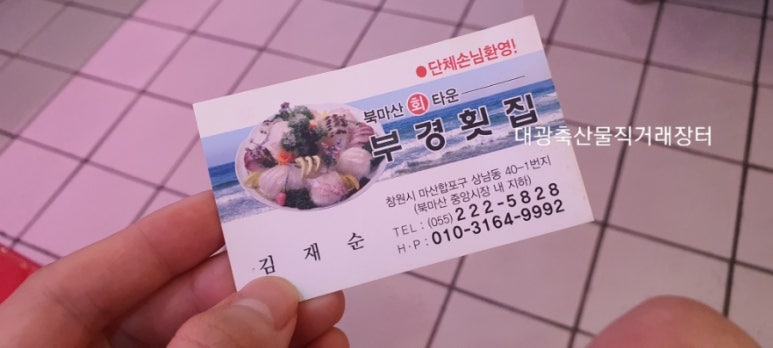 ●단체손님환영!
북마산 회 타운
부경횟집
대광축산물직거래장터
창원시 마산합포구 상남동 40-1번지
(북마산 중앙시장 내 지하)
TEL : (055) 222-5828
H·P : 010-3164-9992
김 재 순